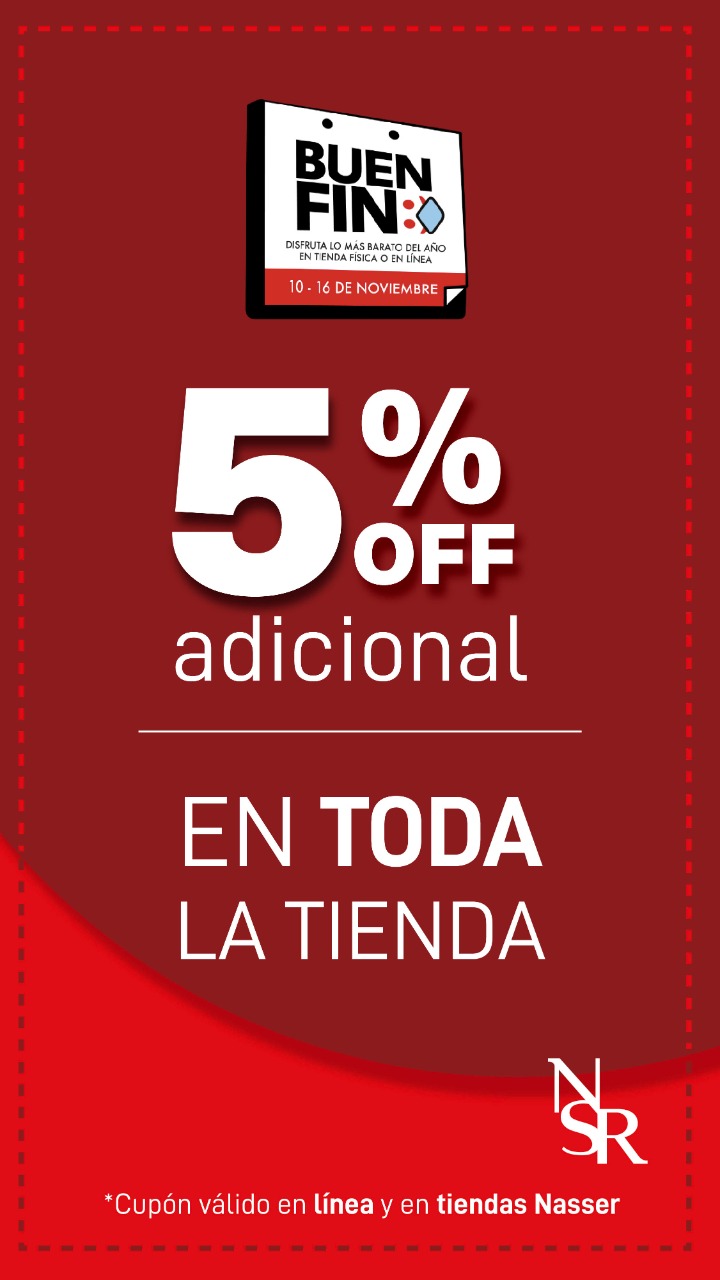 BUEN
FIN
DISFRUTA LO MÁS BARATO DEL AÑO
EN TIENDA FÍSICA O EN LÍNEA
10 - 16 DE NOVIEMBRE
5%
OFF
adicional
EN TODA
LA TIENDA
NSR
*Cupón válido en línea y en tiendas Nasser